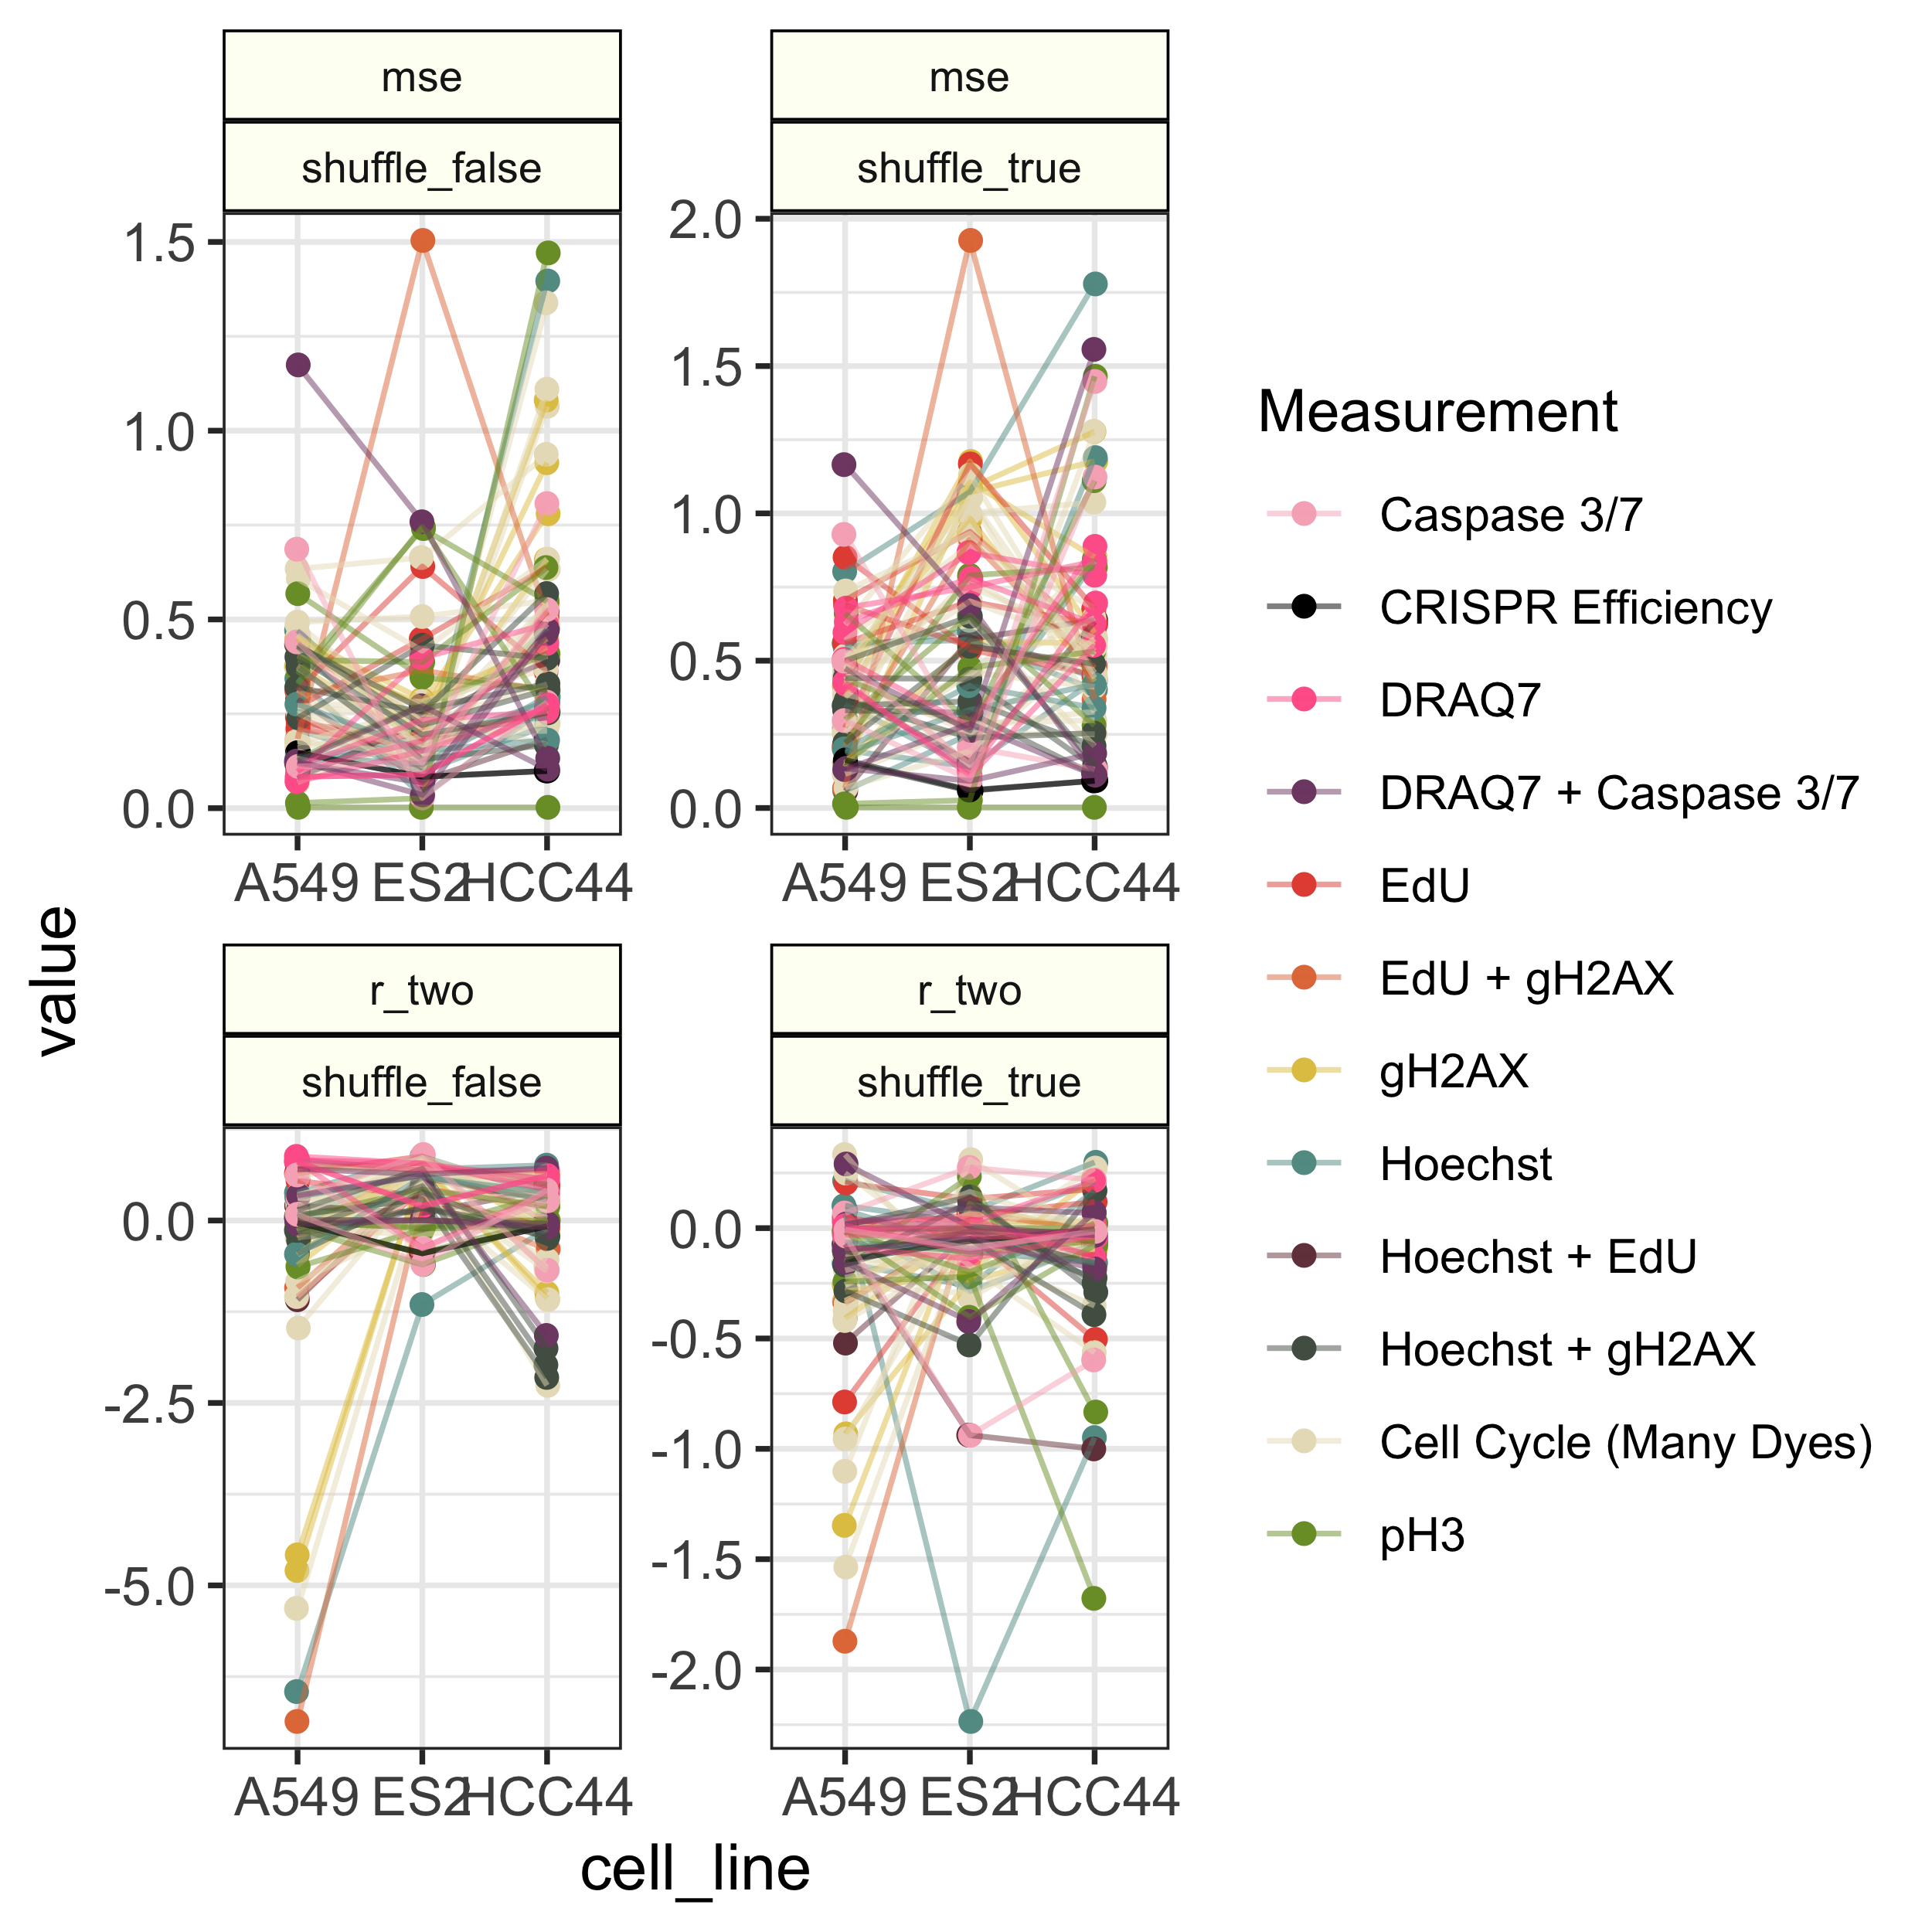 mse
shuffle_false
1.5
1.0
0.5
0.0
A549 ES2 HCC44
mse
shuffle_true
2.0
1.5
1.0
0.5
0.0
A549 ES2 HCC44
r_two
shuffle_false
0.0
-2.5
-5.0
A549 ES2 HCC44
r_two
shuffle_true
0.0
-0.5
-1.0
-1.5
-2.0
A549 ES2 HCC44
value
cell_line
Measurement
Caspase 3/7
CRISPR Efficiency
DRAQ7
DRAQ7 + Caspase 3/7
EdU
EdU + gH2AX
gH2AX
Hoechst
Hoechst + EdU
Hoechst + gH2AX
Cell Cycle (Many Dyes)
pH3